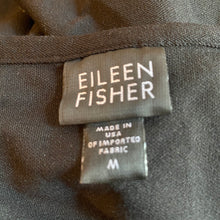 EILEEN
FISHER
MADE IN
USA
OF IMPORTED
FABRIC
M